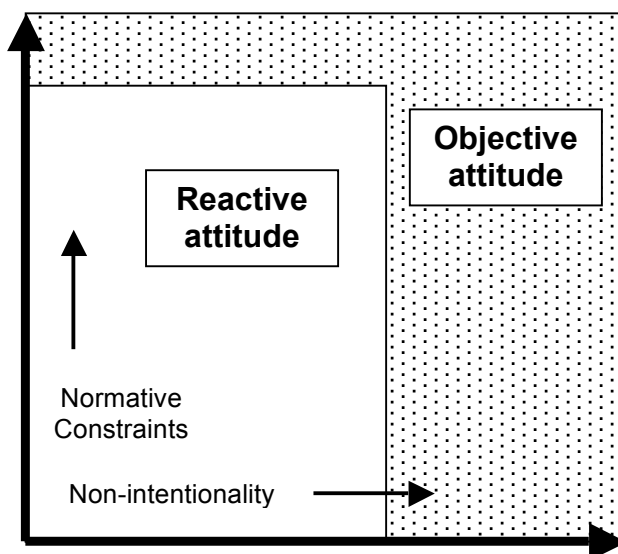 Objective
attitude
Reactive
attitude
Normative
Constraints
Non-intentionality